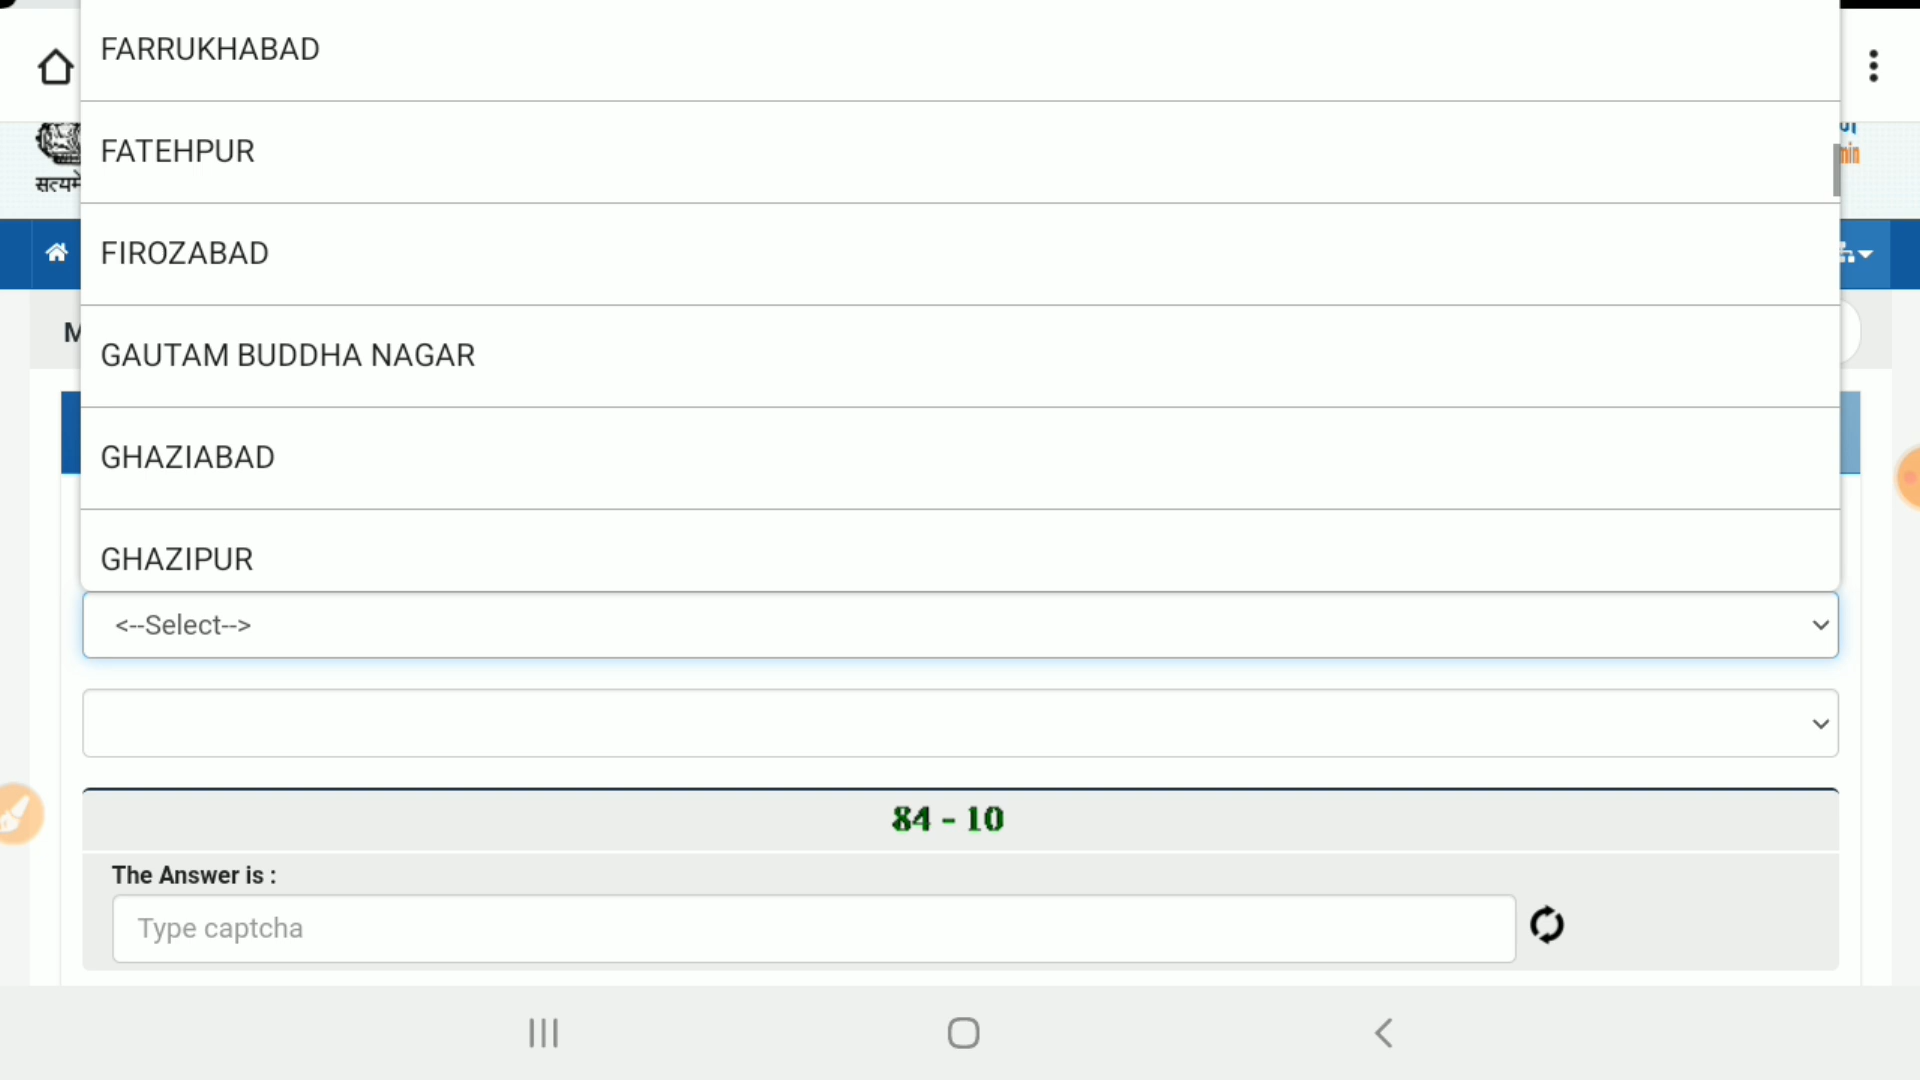 FARRUKHABAD
FATEHPUR
FIROZABAD
GAUTAM BUDDHA NAGAR
GHAZIABAD
GHAZIPUR
<--Select-->
84 - 10
The Answer is :
Type captcha